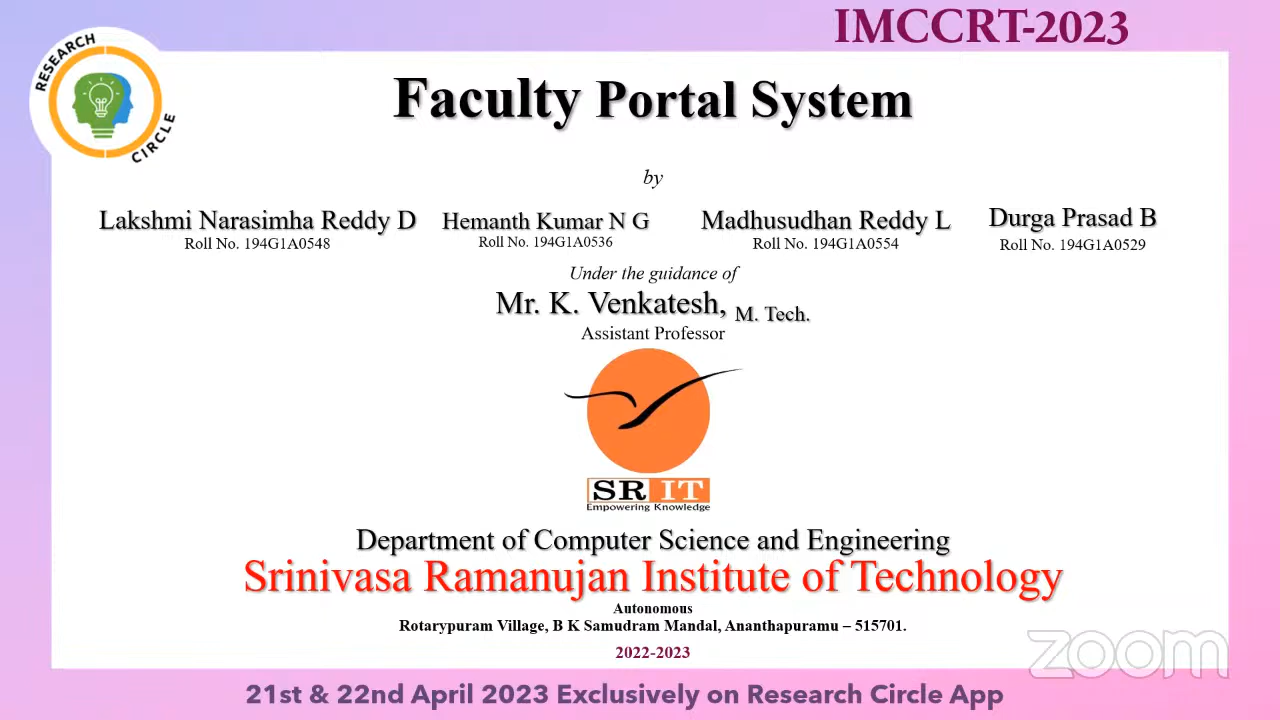 IMCCRT-2023
RESEARCH
CIRCLE
Faculty Portal System
by
Lakshmi Narasimha Reddy D Hemanth Kumar N G Madhusudhan Reddy L Durga Prasad B
Roll No. 194G1A0548 Roll No. 194G1A0536 Roll No. 194G1A0554 Roll No. 194G1A0529
Under the guidance of
Mr. K. Venkatesh, M. Tech.
Assistant Professor
SR IT
Empowering Knowledge
Department of Computer Science and Engineering
Srinivasa Ramanujan Institute of Technology
Autonomous
Rotarypuram Village, B K Samudram Mandal, Ananthapuramu – 515701.
2022-2023
zoom
21st & 22nd April 2023 Exclusively on Research Circle App